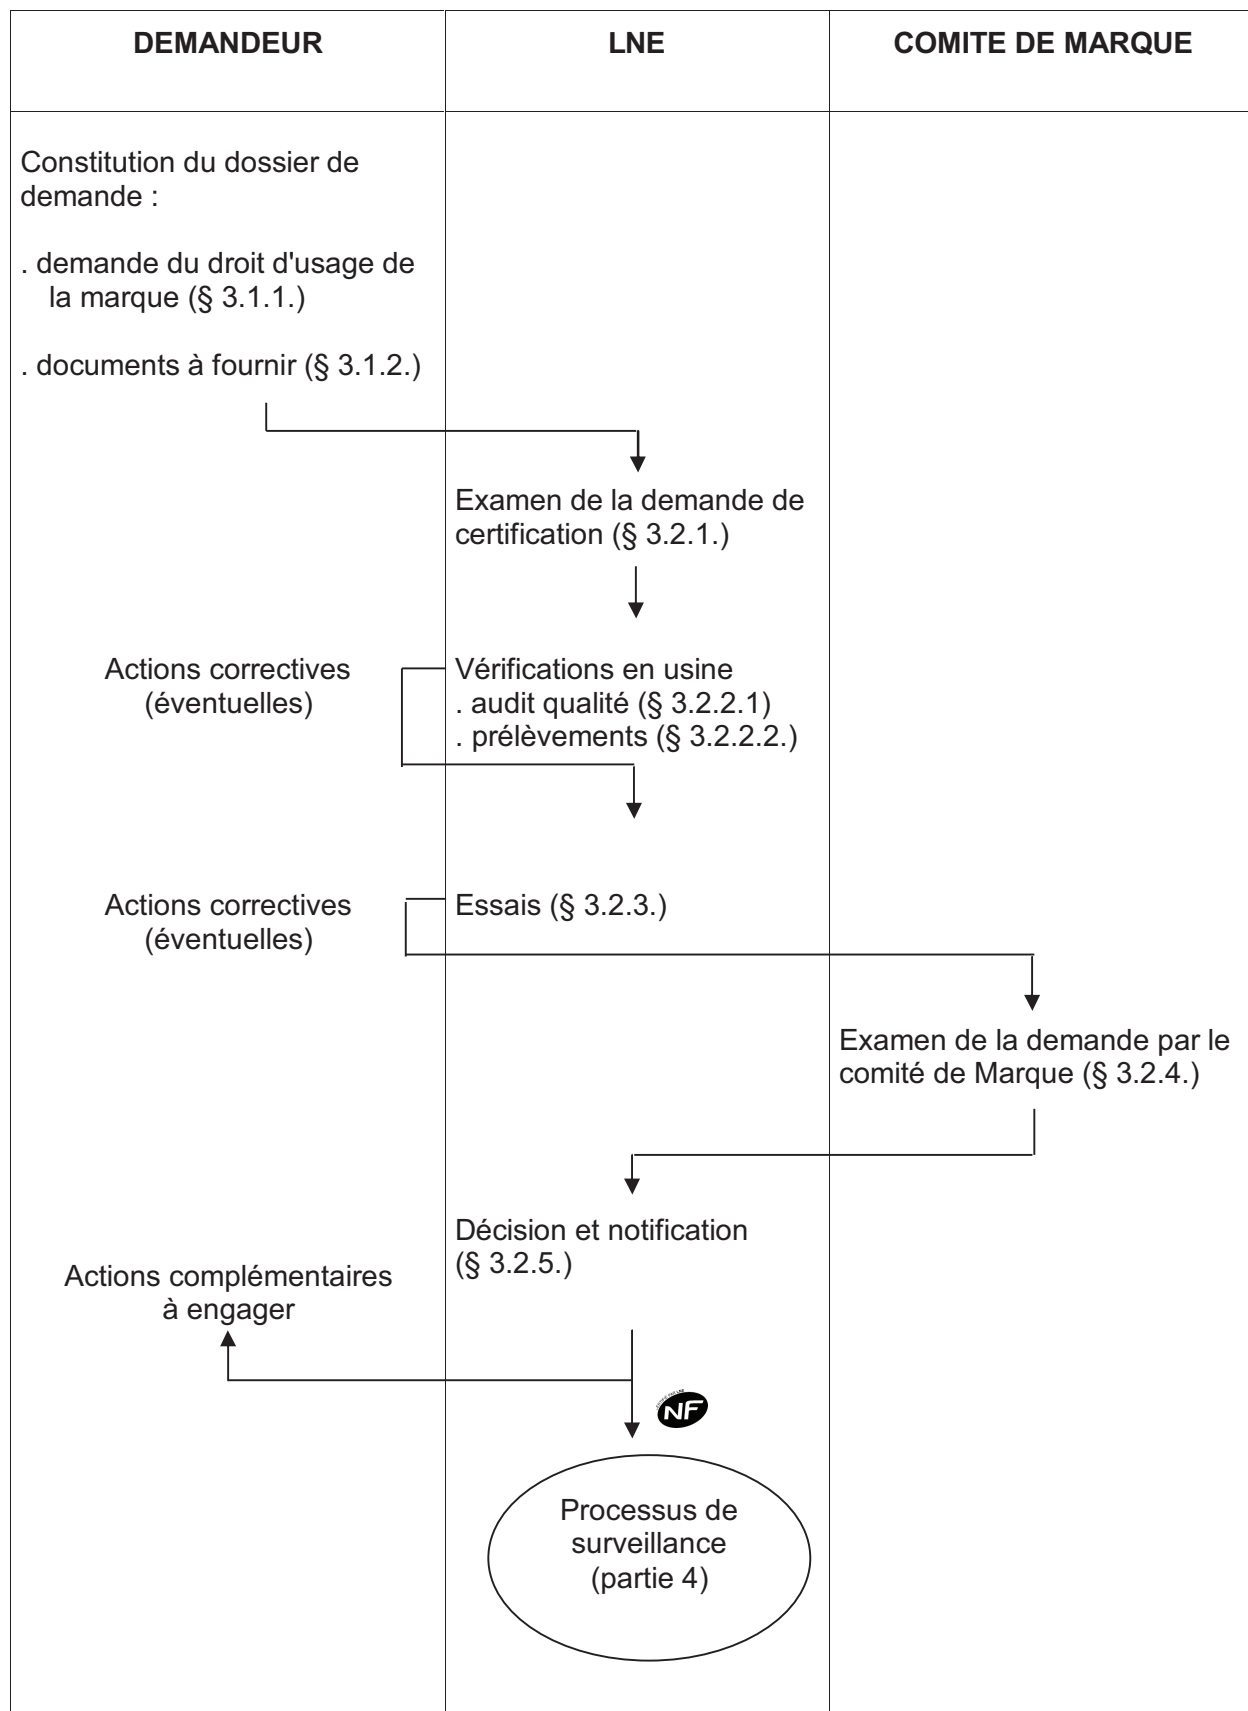 DEMANDEUR
LNE
COMITE DE MARQUE
Constitution du dossier de
demande :
. demande du droit d'usage de
la marque (§ 3.1.1.)
. documents à fournir (§ 3.1.2.)
Examen de la demande de
certification (§ 3.2.1.)
Actions correctives
(éventuelles)
Vérifications en usine
. audit qualité (§ 3.2.2.1)
. prélèvements (§ 3.2.2.2.)
Actions correctives
(éventuelles)
Essais (§ 3.2.3.)
Examen de la demande par le
comité de Marque (§ 3.2.4.)
Décision et notification
(§ 3.2.5.)
Actions complémentaires
à engager
NF
Processus de
surveillance
(partie 4)